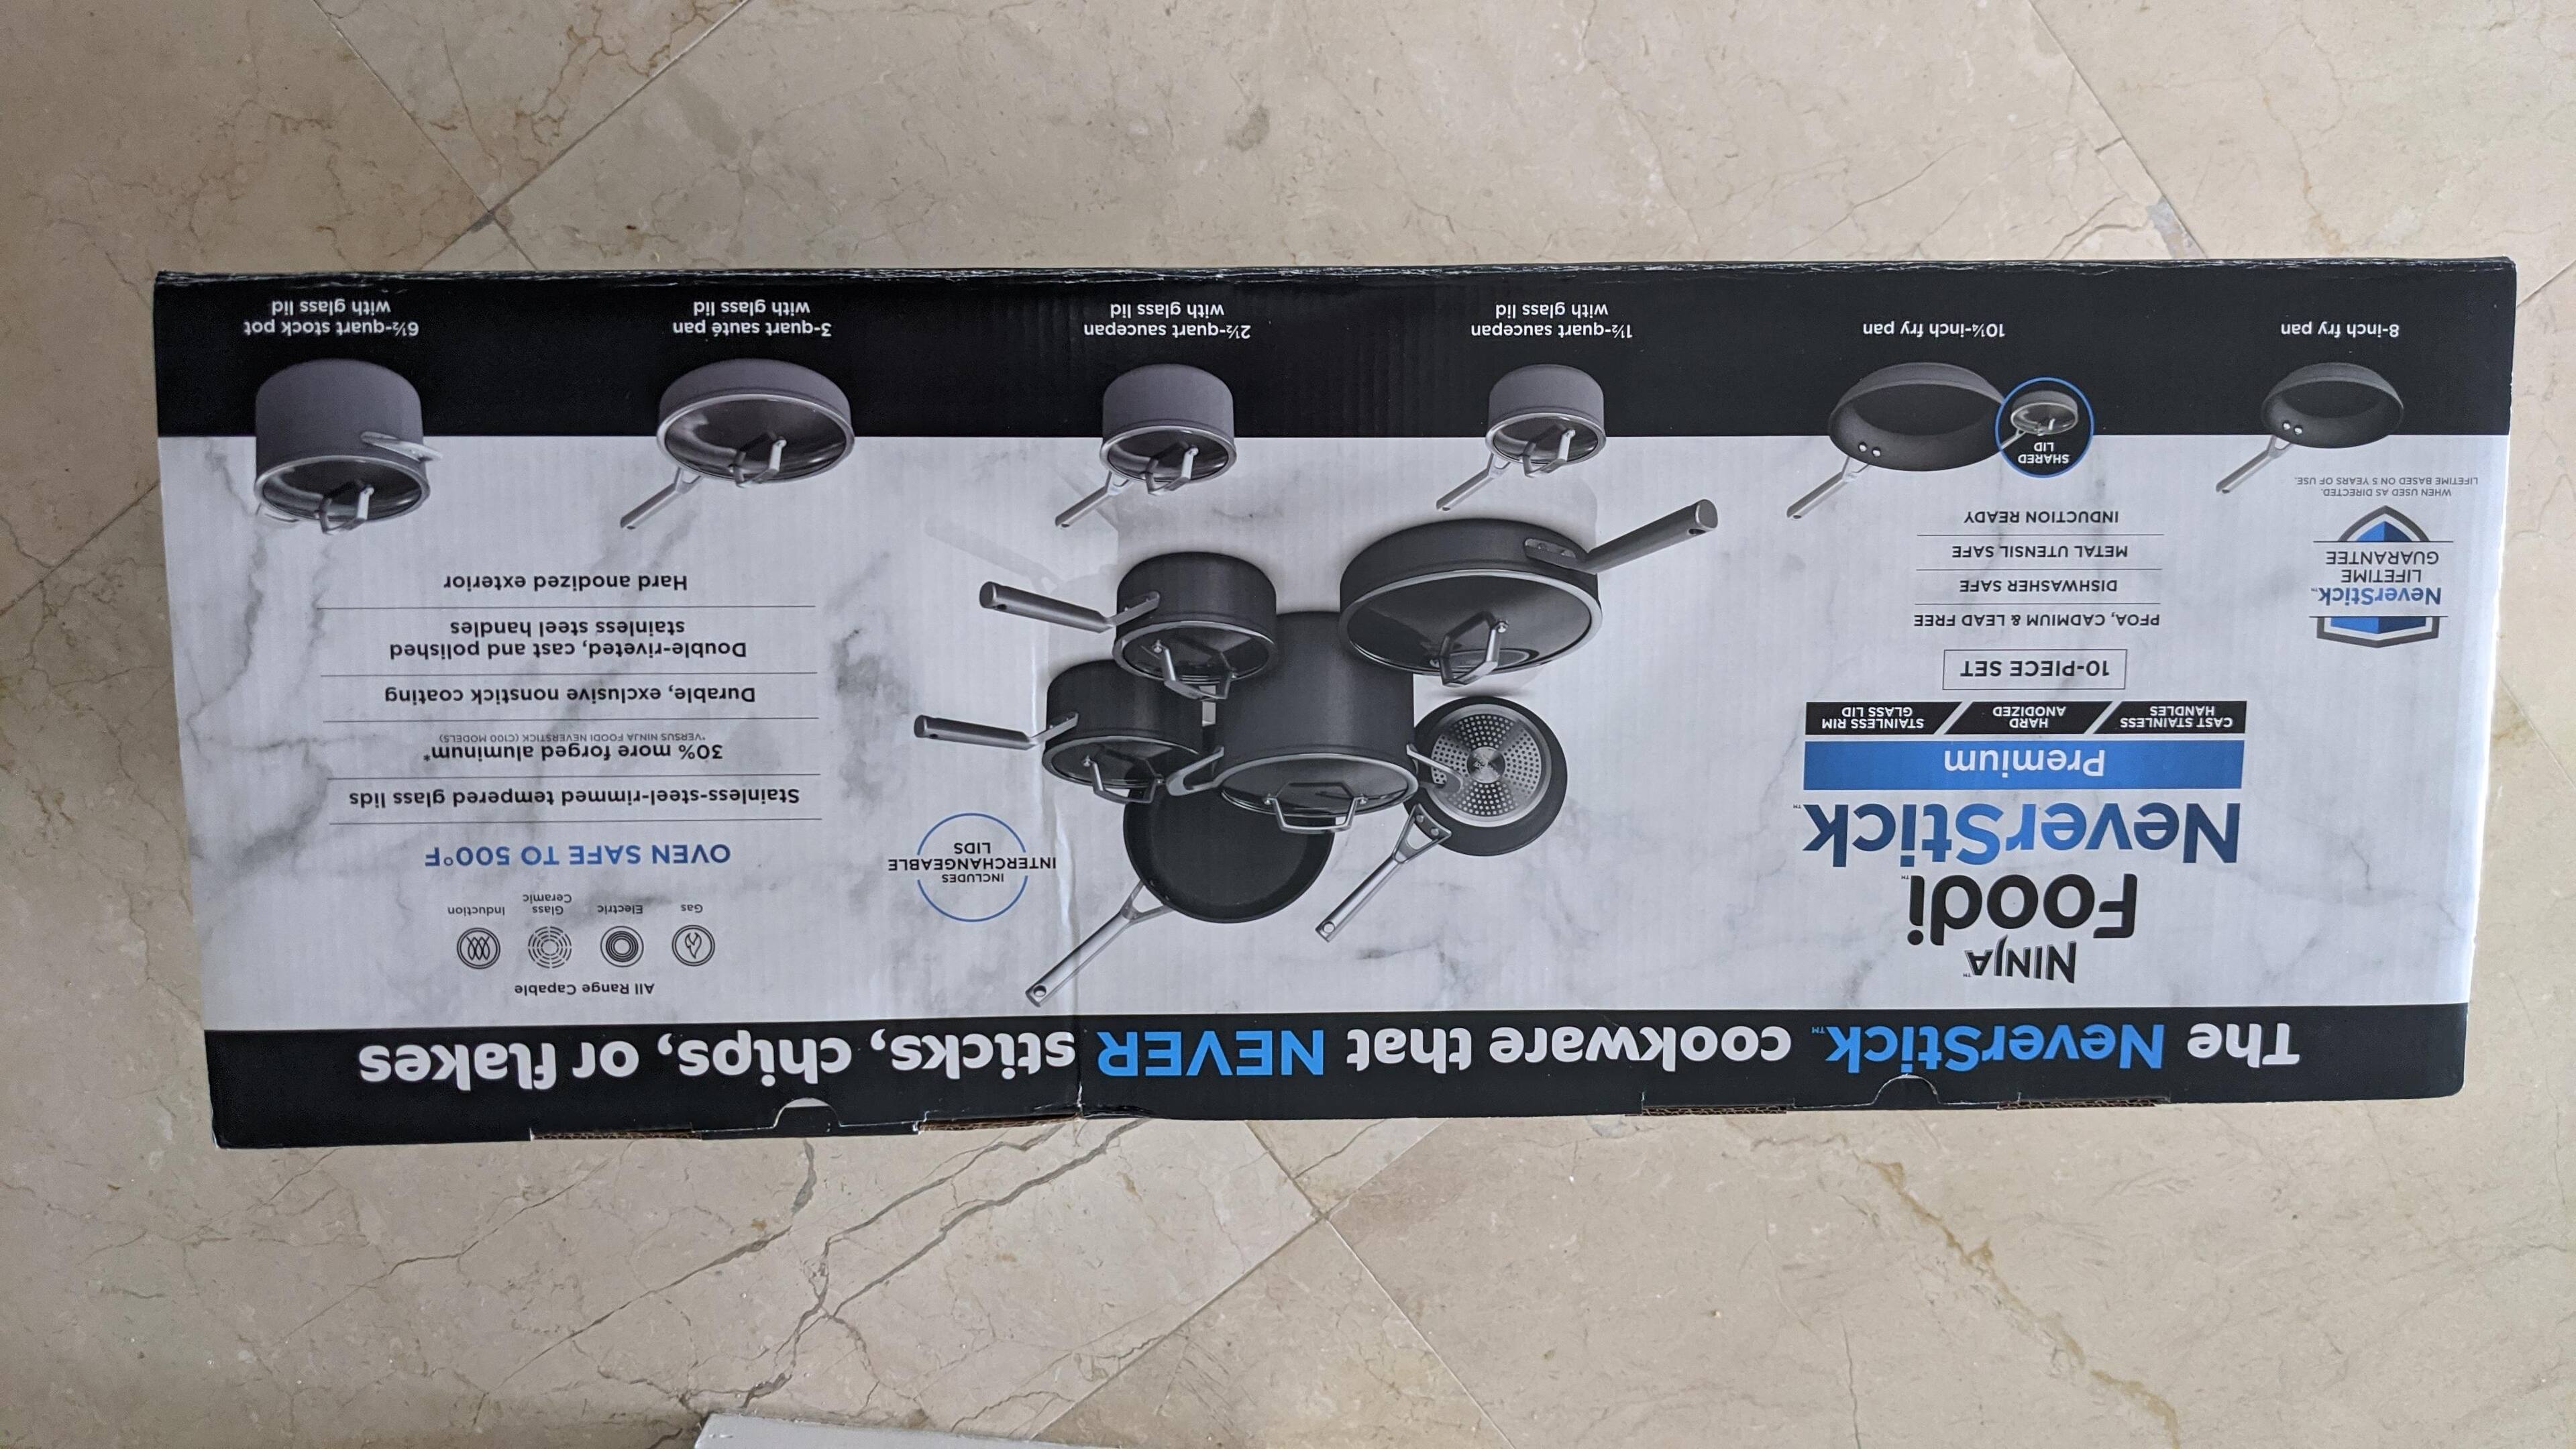 The NeverStick™ cookware that NEVER sticks, chips, or flakes
NINJA™
Foodi™
NeverStick™
Premium
CAST STAINLESS
HANDLES
HARD
ANODIZED
STAINLESS RIM
GLASS LID
10-PIECE SET
PFOA, CADMIUM & LEAD FREE
DISHWASHER SAFE
METAL UTENSIL SAFE
INDUCTION READY
NeverStick™
LIFETIME
GUARANTEE
WHEN USED AS DIRECTED.
LIFETIME BASED ON 5 YEARS OF USE.
INCLUDES
INTERCHANGEABLE
LIDS
All Range Capable
Gas
Electric
Glass
Ceramic
Induction
OVEN SAFE TO 500°F
Stainless-steel-rimmed tempered glass lids
30% more forged aluminum*
*VERSUS NINJA FOODI NEVERSTICK (C100 MODELS)
Durable, exclusive nonstick coating
Double-riveted, cast and polished
stainless steel handles
Hard anodized exterior
8-inch fry pan
SHARED
LID
10¼-inch fry pan
1½-quart saucepan
with glass lid
2½-quart saucepan
with glass lid
3-quart sauté pan
with glass lid
6½-quart stock pot
with glass lid